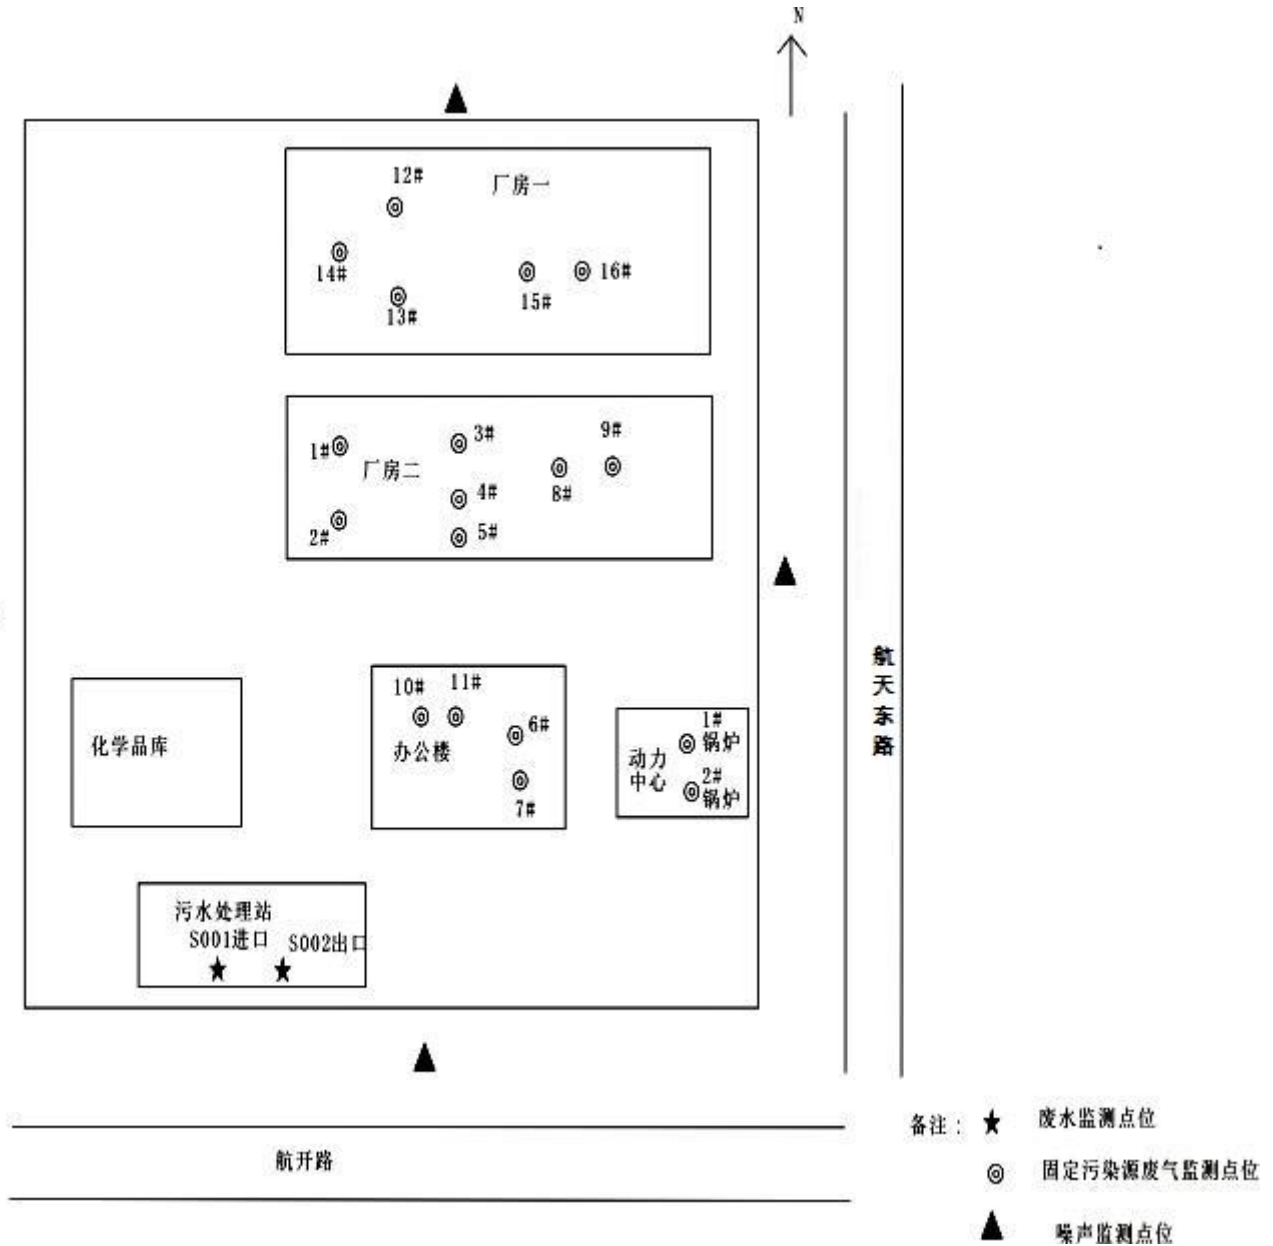 N
12#
厂房一
14#
13#
15#
16#
1#
厂房二
2#
3#
4#
5#
8#
9#
化学品库
10#
11#
6#
办公楼
7#
动力
中心
1#
锅炉
2#
锅炉
航
天
东
路
污水处理站
S001进口
S002出口
航开路
备注：
废水监测点位
固定污染源废气监测点位
噪声监测点位